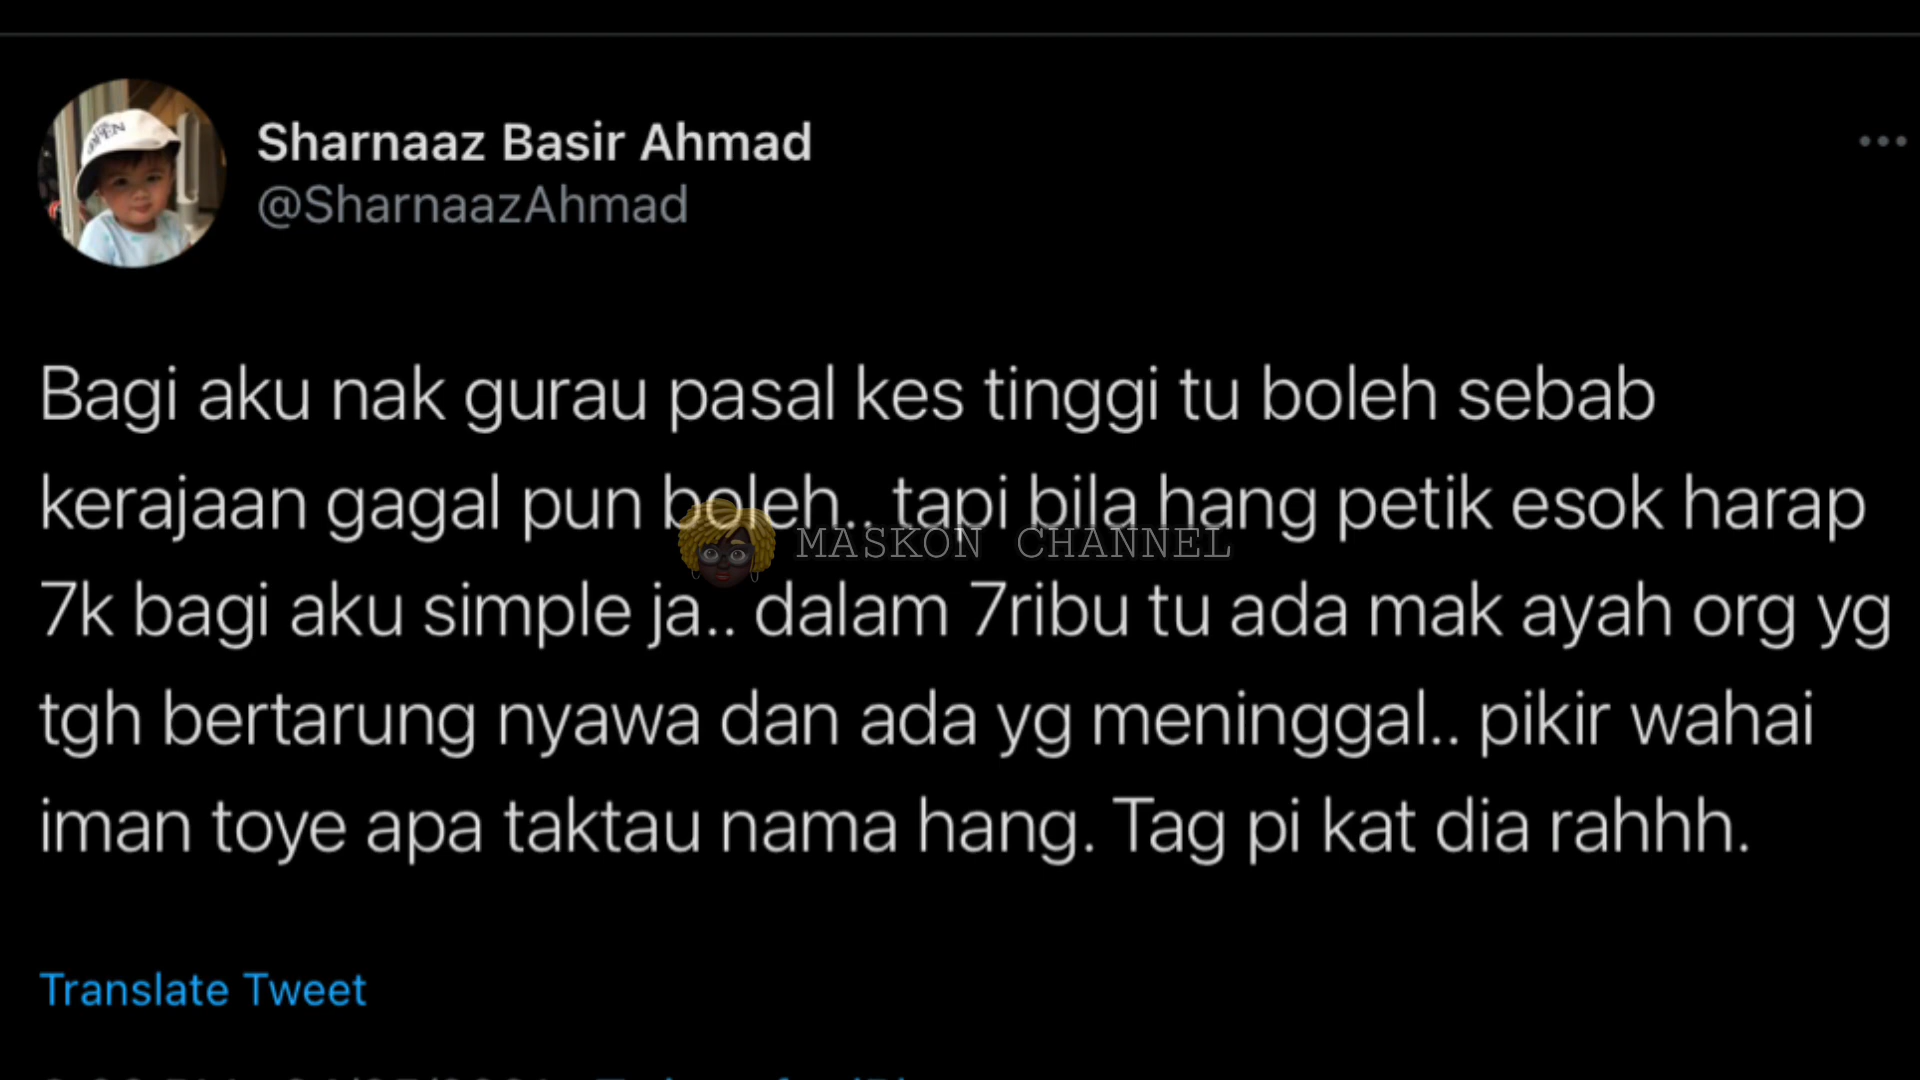 Sharnaaz Basir Ahmad
@SharnaazAhmad
Bagi aku nak gurau pasal kes tinggi tu boleh sebab
kerajaan gagal pun boleh.. tapi bila hang petik esok harap
7k bagi aku simple ja.. dalam 7ribu tu ada mak ayah org yg
tgh bertarung nyawa dan ada yg meninggal.. pikir wahai
iman toye apa taktau nama hang. Tag pi kat dia rahhh.
MASKON CHANNEL
Translate Tweet